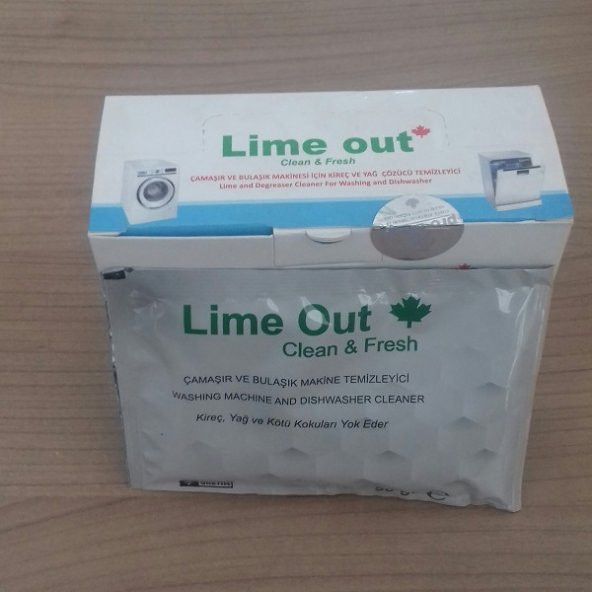 Lime out
Clean & Fresh
ÇAMAŞIR VE BULAŞIK MAKİNESİ İÇİN KİREÇ VE YAĞ ÇÖZÜCÜ TEMİZLEYİCİ
Lime and Degreaser Cleaner For Washing and Dishwasher
Lime Out
Clean & Fresh
ÇAMAŞIR VE BULAŞIK MAKİNE TEMİZLEYİCİ
WASHING MACHINE AND DISHWASHER CLEANER
Kireç, Yağ ve Kötü Kokuları Yok Eder